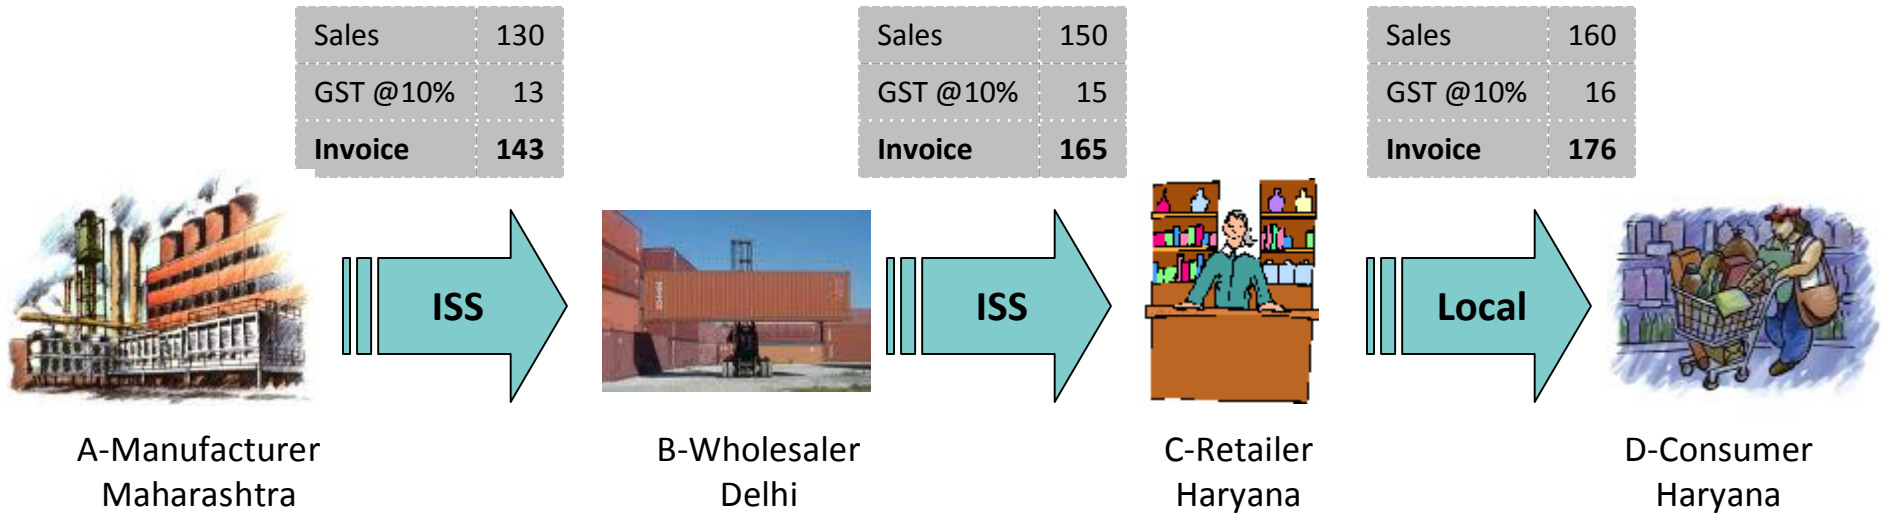 Sales 130
GST @10% 13
Invoice 143
Sales 150
GST @10% 15
Invoice 165
Sales 160
GST @10% 16
Invoice 176
ISS
ISS
Local
A-Manufacturer
Maharashtra
B-Wholesaler
Delhi
C-Retailer
Haryana
D-Consumer
Haryana